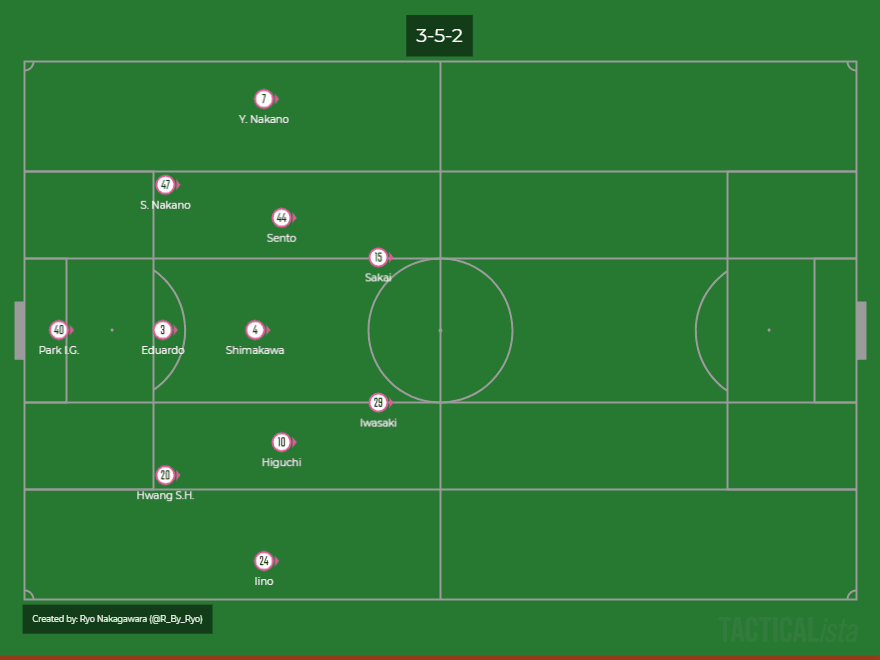 3-5-2
7
Y. Nakano
47
S. Nakano
44
Sento
15
Sakai
40
Park I.G.
3
Eduardo
4
Shimakawa
29
Iwasaki
10
Higuchi
20
Hwang S.H.
24
Iino
Created by: Ryo Nakagawara (@R_By_Ryo)
TACTICALista